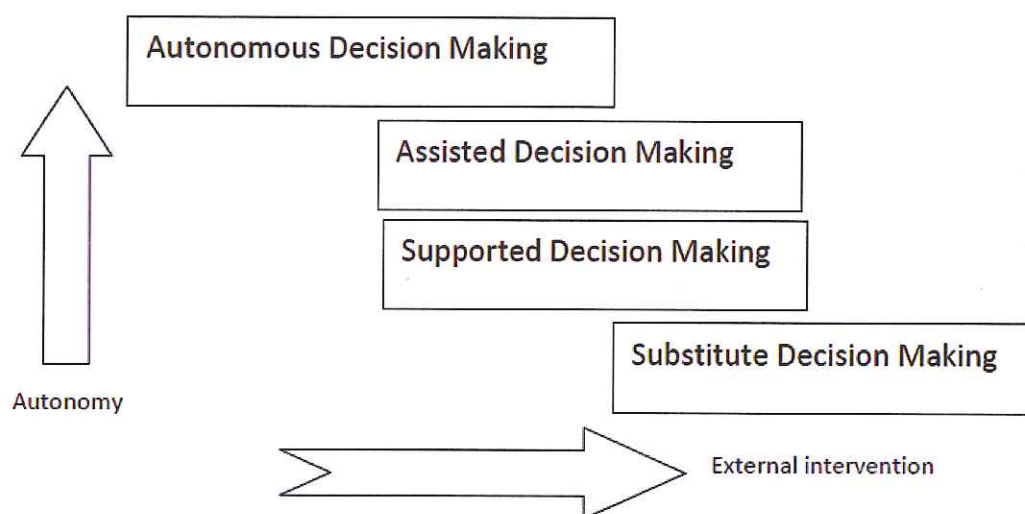 Autonomous Decision Making
Assisted Decision Making
Supported Decision Making
Substitute Decision Making
Autonomy
External intervention